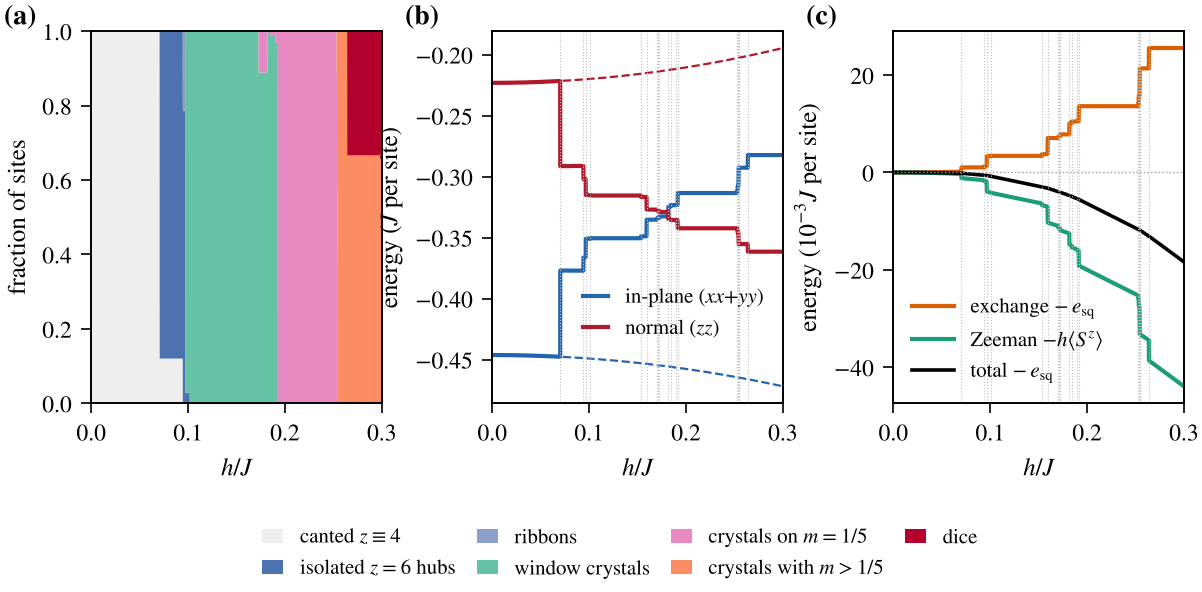 (a)
fraction of sites
1.0
0.8
0.6
0.4
0.2
0.0
0.0 0.1 0.2 0.3
h/J
(b)
energy (J per site)
−0.20
−0.25
−0.30
−0.35
−0.40
−0.45
in-plane (xx+yy)
normal (zz)
0.0 0.1 0.2 0.3
h/J
(c)
energy (10⁻³J per site)
20
0
−20
−40
exchange − e_sq
Zeeman −h⟨S^z⟩
total − e_sq
0.0 0.1 0.2 0.3
h/J
canted z ≡ 4 ribbons crystals on m = 1/5 dice
isolated z = 6 hubs window crystals crystals with m > 1/5